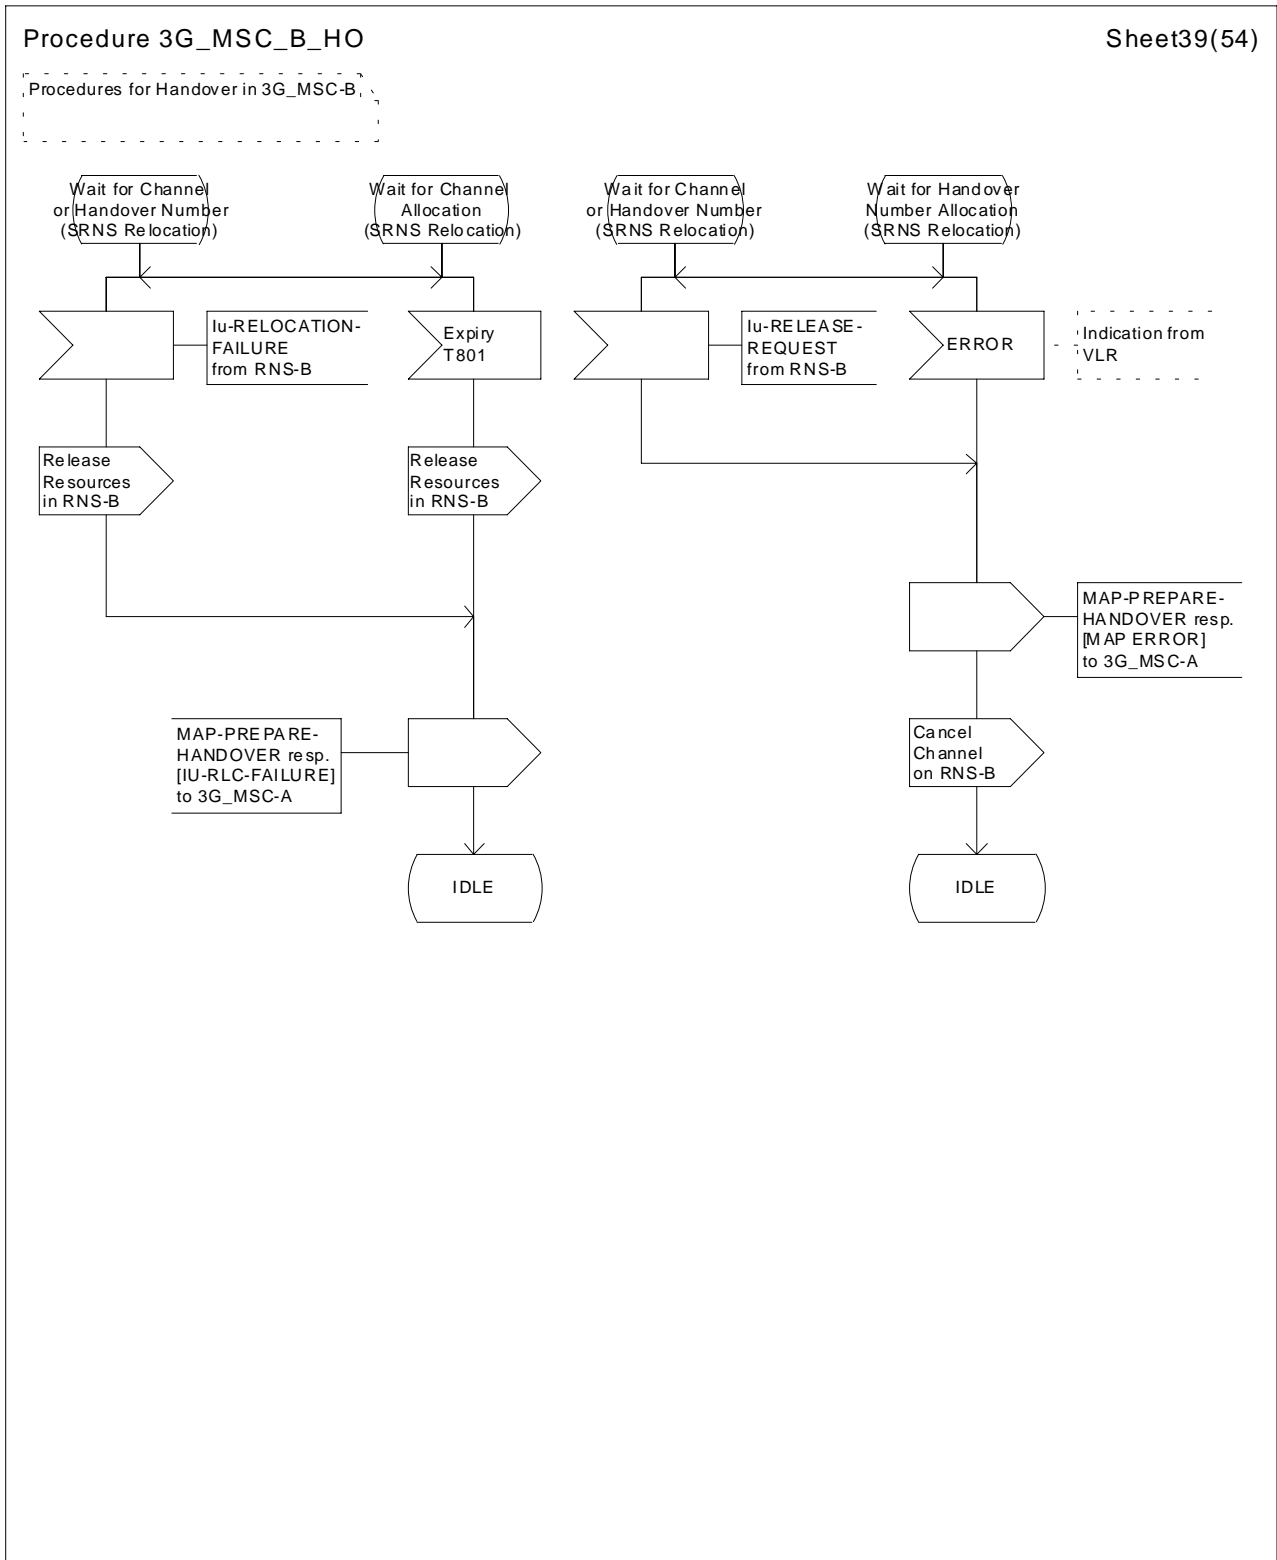 Procedure 3G_MSC_B_HO
Sheet39(54)
Procedures for Handover in 3G_MSC-B
Wait for Channel
or Handover Number
(SRNS Relocation)
Wait for Channel
Allocation
(SRNS Relocation)
Wait for Channel
or Handover Number
(SRNS Relocation)
Wait for Handover
Number Allocation
(SRNS Relocation)
Iu-RELOCATION-
FAILURE
from RNS-B
Expiry
T801
Iu-RELEASE-
REQUEST
from RNS-B
ERROR
Indication from
VLR
Release
Resources
in RNS-B
Release
Resources
in RNS-B
MAP-PREPARE-
HANDOVER resp.
[MAP ERROR]
to 3G_MSC-A
MAP-PREPARE-
HANDOVER resp.
[IU-RLC-FAILURE]
to 3G_MSC-A
Cancel
Channel
on RNS-B
IDLE
IDLE